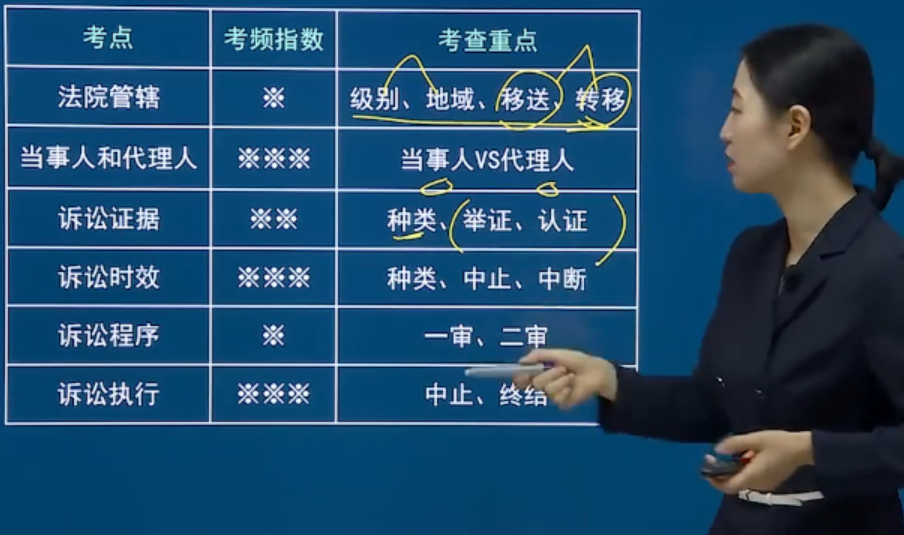 考点 考频指数 考查重点
法院管辖 ※ 级别、地域、移送、转移
当事人和代理人 ※※※ 当事人VS代理人
诉讼证据 ※※ 种类、举证、认证
诉讼时效 ※※※ 种类、中止、中断
诉讼程序 ※ 一审、二审
诉讼执行 ※※※ 中止、终结